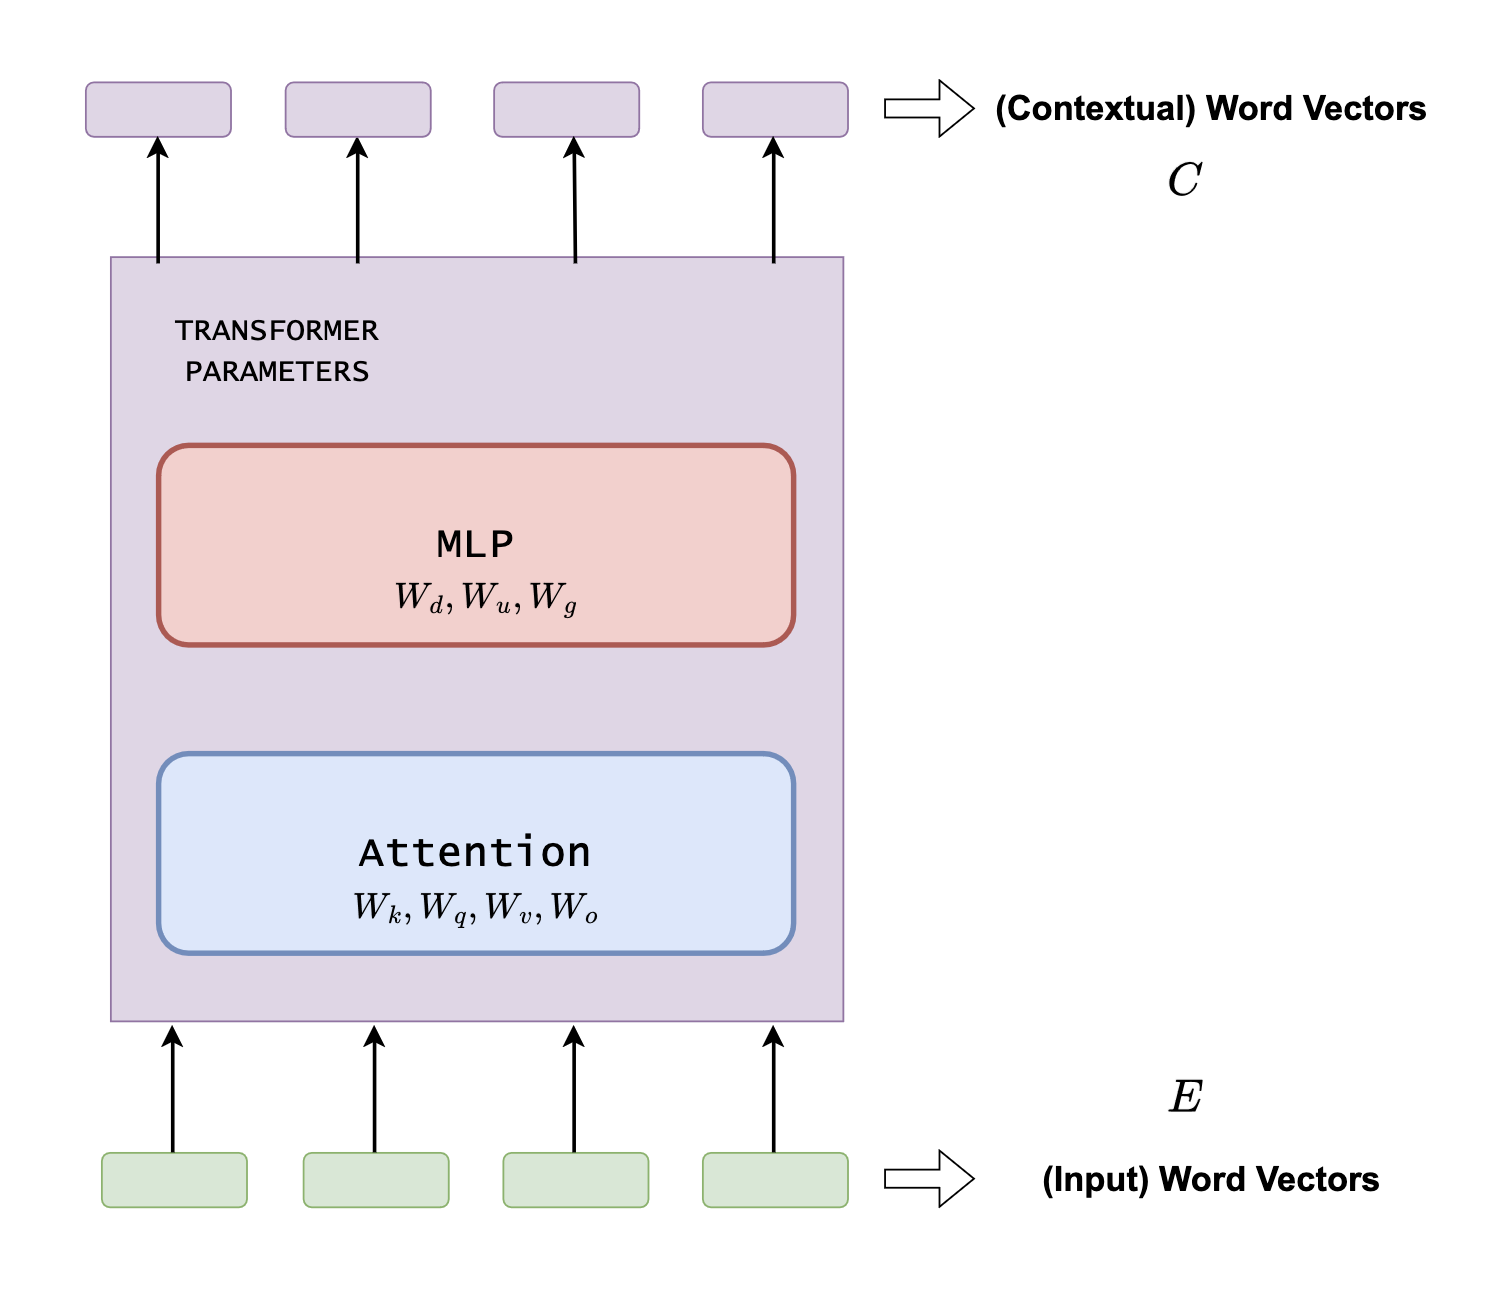 (Contextual) Word Vectors
C
TRANSFORMER
PARAMETERS
MLP
W_d, W_u, W_g
Attention
W_k, W_q, W_v, W_o
E
(Input) Word Vectors